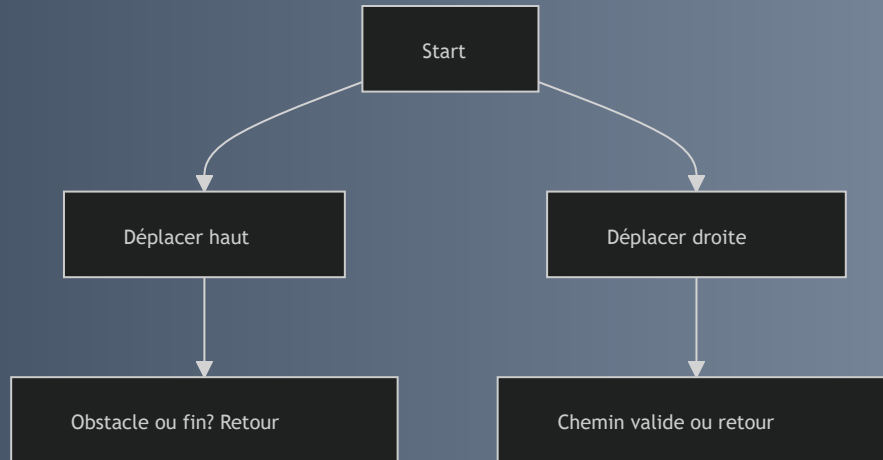 Start
Déplacer haut
Déplacer droite
Obstacle ou fin? Retour
Chemin valide ou retour